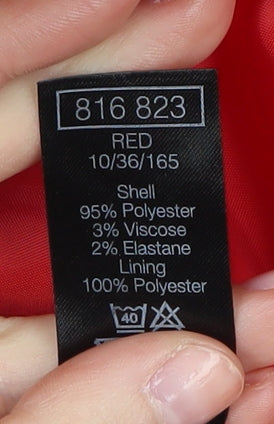 816 823
RED
10/36/165
Shell
95% Polyester
3% Viscose
2% Elastane
Lining
100% Polyester
40